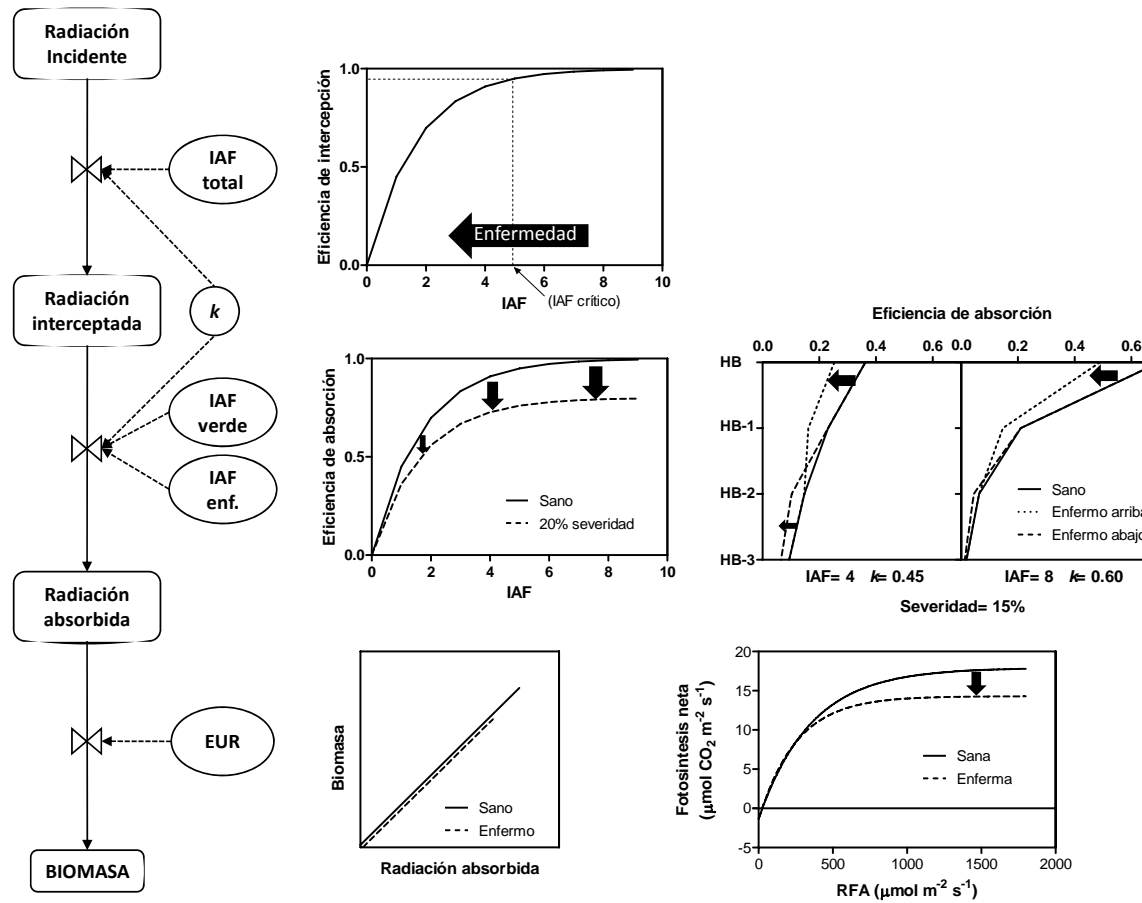 Radiación
Incidente
IAF
total
Radiación
interceptada
k
IAF
verde
IAF
enf.
Radiación
absorbida
EUR
BIOMASA
Eficiencia de intercepción
1.0
0.5
0.0
Enfermedad
0 2 4 6 8 10
IAF
(IAF crítico)
Eficiencia de absorción
1.0
0.5
0.0
Sano
20% severidad
0 2 4 6 8 10
IAF
Eficiencia de absorción
0.0 0.2 0.4 0.6 0.0 0.2 0.4 0.6
HB
HB-1
HB-2
HB-3
Sano
Enfermo arriba
Enfermo abajo
IAF= 4 k= 0.45
IAF= 8 k= 0.60
Severidad= 15%
Biomasa
Sano
Enfermo
Radiación absorbida
Fotosíntesis neta
(µmol CO2 m-2 s-1)
20
15
10
5
0
-5
Sana
Enferma
0 500 1000 1500 2000
RFA (µmol m-2 s-1)